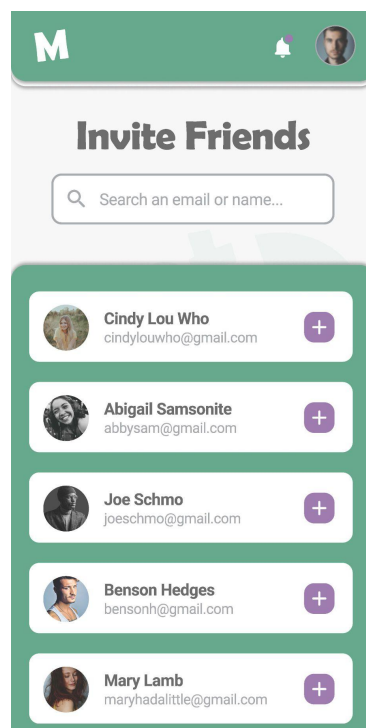 M
Invite Friends
Search an email or name...
Cindy Lou Who
cindylouwho@gmail.com
Abigail Samsonite
abbysam@gmail.com
Joe Schmo
joeschmo@gmail.com
Benson Hedges
bensonh@gmail.com
Mary Lamb
maryhadalittle@gmail.com